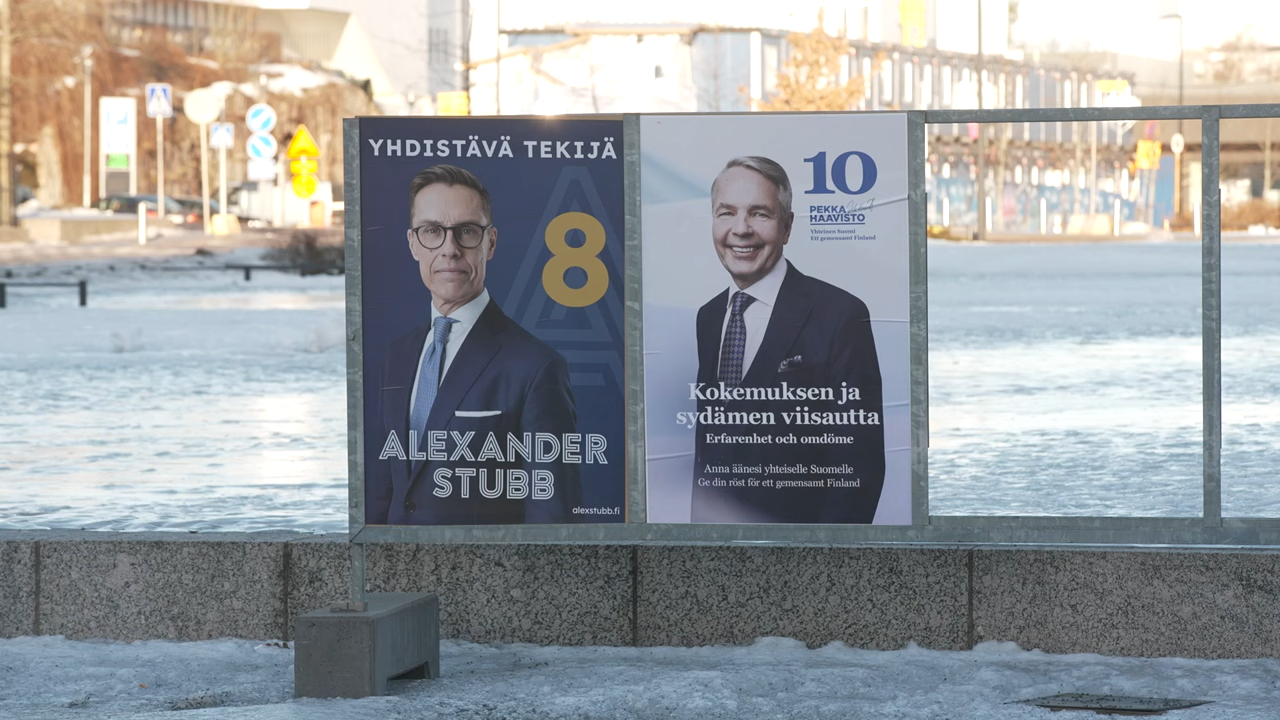 YHDISTÄVÄ TEKIJÄ
8
ALEXANDER
STUBB
alexstubb.fi
10
PEKKA
HAAVISTO
Yhteinen Suomi
Ett gemensamt Finland
Kokemuksen ja
sydämen viisautta
Erfarenhet och omdöme
Anna äänesi yhteiselle Suomelle
Ge din röst för ett gemensamt Finland